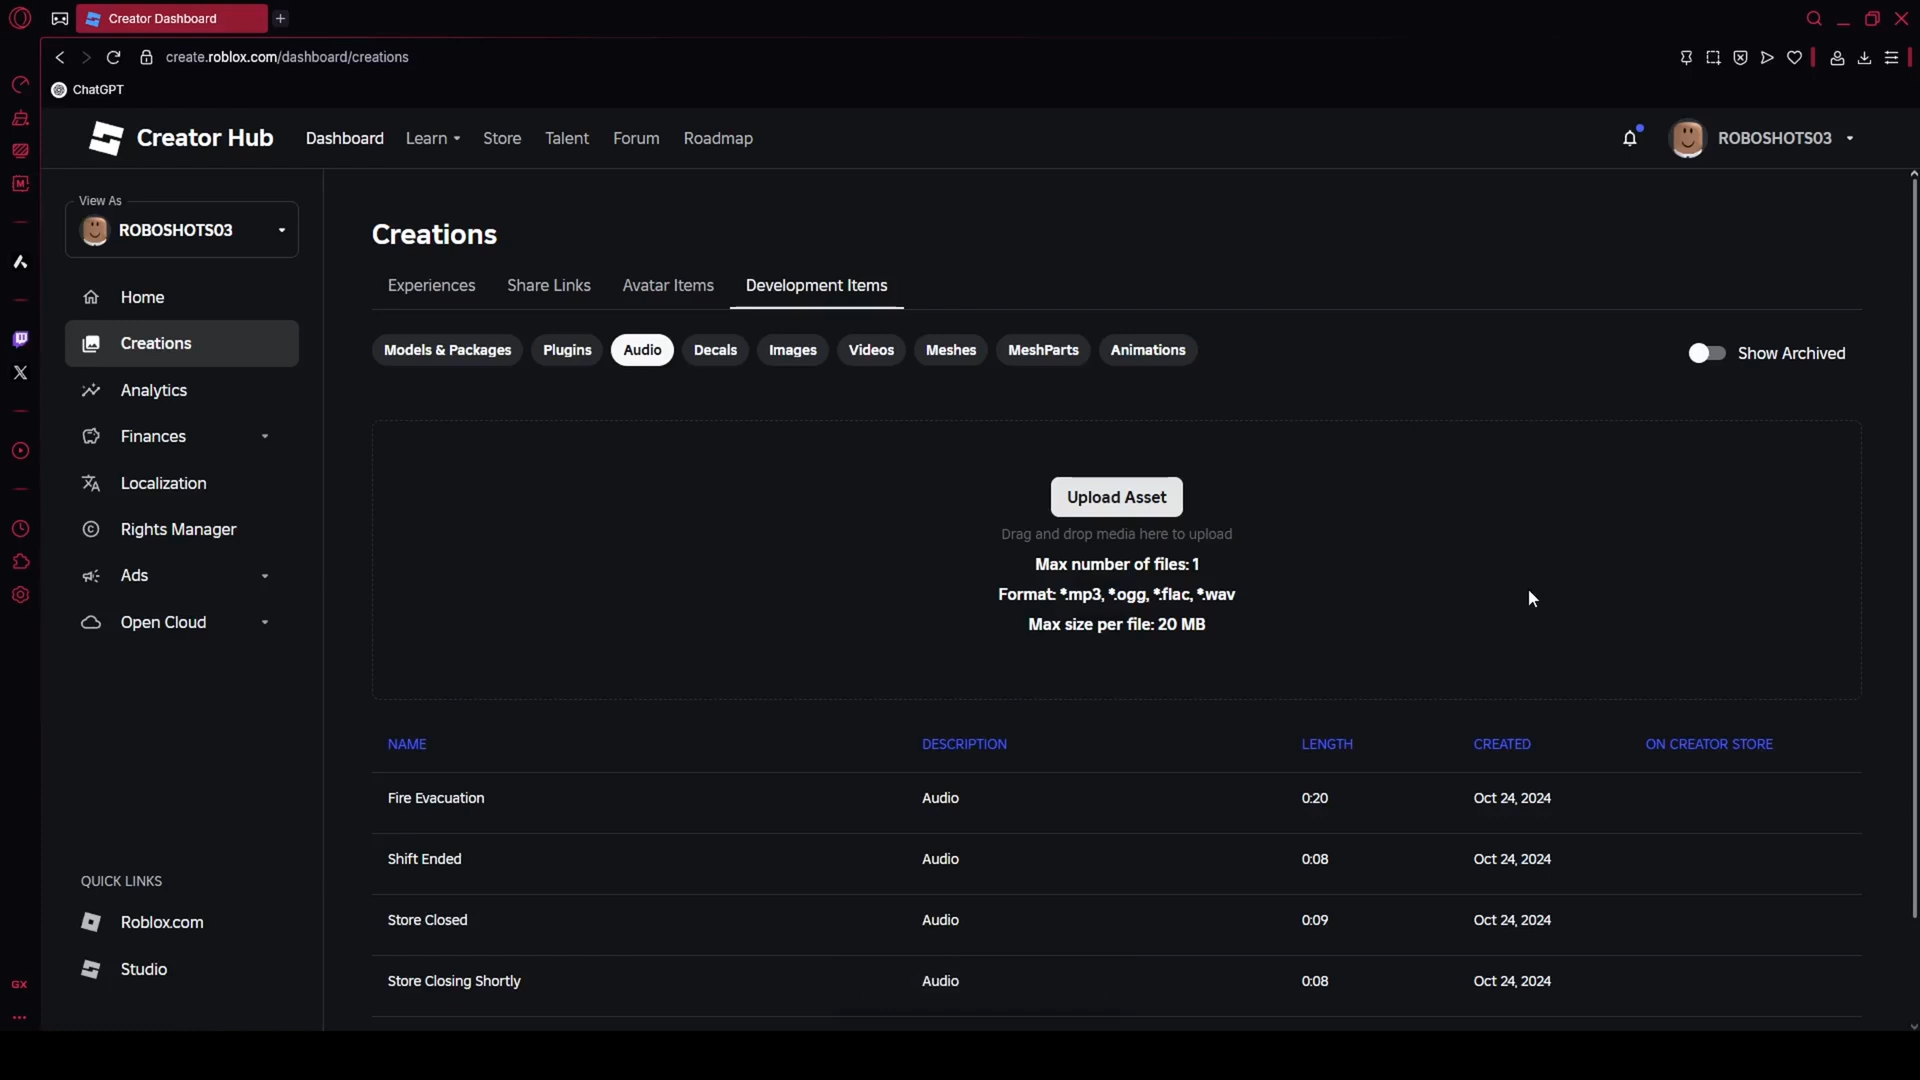 Creator Dashboard
create.roblox.com/dashboard/creations
ChatGPT
Creator Hub Dashboard Learn Store Talent Forum Roadmap ROBOSHOTS03
View As
ROBOSHOTS03
Home
Creations
Analytics
Finances
Localization
Rights Manager
Ads
Open Cloud
QUICK LINKS
Roblox.com
Studio
GX
Creations
Experiences Share Links Avatar Items Development Items
Models & Packages Plugins Audio Decals Images Videos Meshes MeshParts Animations Show Archived
Upload Asset
Drag and drop media here to upload
Max number of files: 1
Format: *.mp3, *.ogg, *.flac, *.wav
Max size per file: 20 MB
NAME DESCRIPTION LENGTH CREATED ON CREATOR STORE
Fire Evacuation Audio 0:20 Oct 24, 2024
Shift Ended Audio 0:08 Oct 24, 2024
Store Closed Audio 0:09 Oct 24, 2024
Store Closing Shortly Audio 0:08 Oct 24, 2024